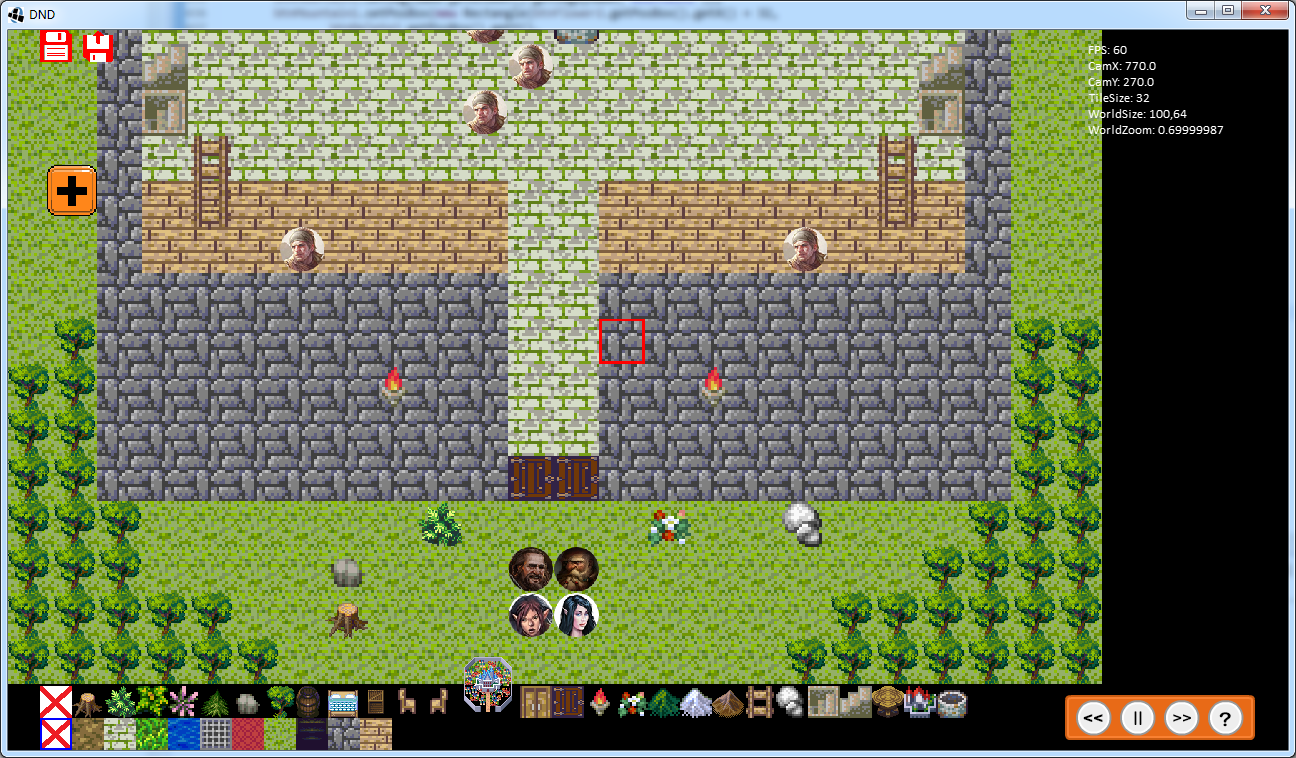 DND
FPS: 60
CamX: 770.0
CamY: 270.0
TileSize: 32
WorldSize: 100,64
WorldZoom: 0.69999987
<< || >> ?